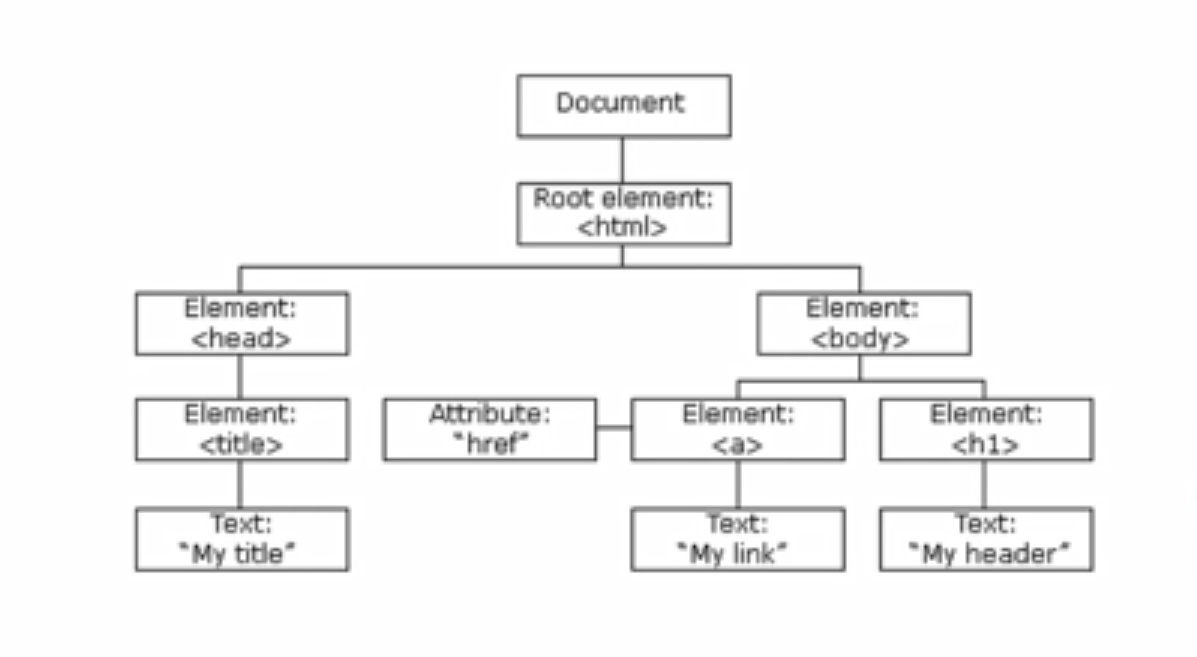 Document
Root element:
<html>
Element:
<head>
Element:
<body>
Element:
<title>
Attribute:
"href"
Element:
<a>
Element:
<h1>
Text:
"My title"
Text:
"My link"
Text:
"My header"